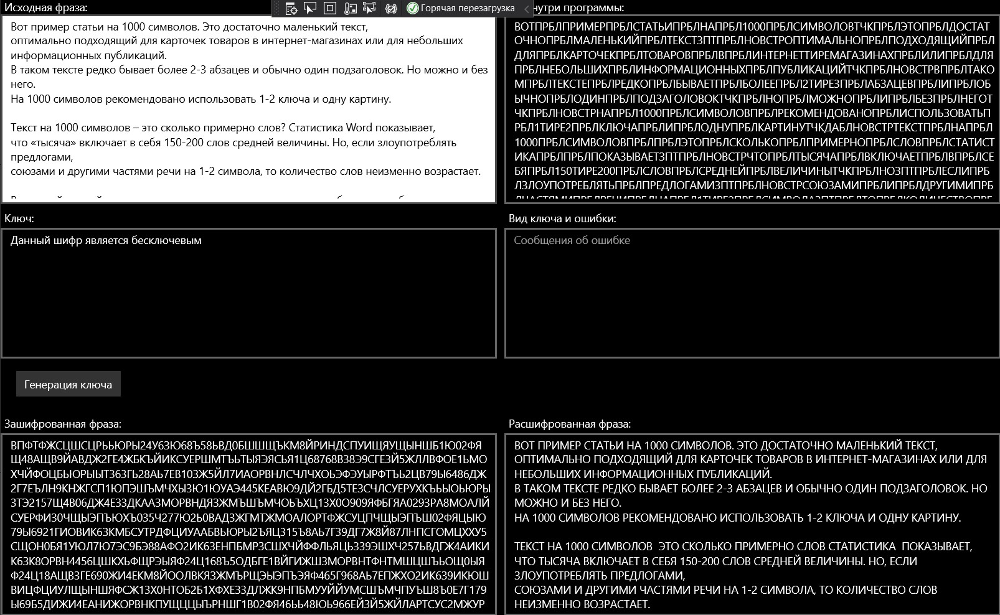 Исходная фраза:
Горячая перезагрузка
нутри программы:
Вот пример статьи на 1000 символов. Это достаточно маленький текст,
оптимально подходящий для карточек товаров в интернет-магазинах или для небольших
информационных публикаций.
В таком тексте редко бывает более 2-3 абзацев и обычно один подзаголовок. Но можно и без
него.
На 1000 символов рекомендовано использовать 1-2 ключа и одну картину.
Текст на 1000 символов – это сколько примерно слов? Статистика Word показывает,
что «тысяча» включает в себя 150-200 слов средней величины. Но, если злоупотреблять
предлогами,
союзами и другими частями речи на 1-2 символа, то количество слов неизменно возрастает.
ВОТПРБЛПРИМЕРПРБЛСТАТЬИПРБЛНАПРБЛ1000ПРБЛСИМВОЛОВТЧКПРБЛЭТОПРБЛДОСТАТ
ОЧНОПРБЛМАЛЕНЬКИЙПРБЛТЕКСТЗПТПРБЛНОВСТРОПТИМАЛЬНОПРБЛПОДХОДЯЩИЙПРБЛ
ДЛЯПРБЛКАРТОЧЕКПРБЛТОВАРОВПРБЛВПРБЛИНТЕРНЕТТИРЕМАГАЗИНАХПРБЛИЛИПРБЛДЛЯ
ПРБЛНЕБОЛЬШИХПРБЛИНФОРМАЦИОННЫХПРБЛПУБЛИКАЦИЙТЧКПРБЛНОВСТРВПРБЛТАКО
МПРБЛТЕКСТЕПРБЛРЕДКОПРБЛБЫВАЕТПРБЛБОЛЕЕПРБЛ2ТИРЕ3ПРБЛАБЗАЦЕВПРБЛИПРБЛОБ
ЫЧНОПРБЛОДИНПРБЛПОДЗАГОЛОВОКТЧКПРБЛНОПРБЛМОЖНОПРБЛИПРБЛБЕЗПРБЛНЕГОТ
ЧКПРБЛНОВСТРНАПРБЛ1000ПРБЛСИМВОЛОВПРБЛРЕКОМЕНДОВАНОПРБЛИСПОЛЬЗОВАТЬП
РБЛ1ТИРЕ2ПРБЛКЛЮЧАПРБЛИПРБЛОДНУПРБЛКАРТИНУТЧКДАБЛНОВСТРТЕКСТПРБЛНАПРБЛ
1000ПРБЛСИМВОЛОВПРБЛПРБЛЭТОПРБЛСКОЛЬКОПРБЛПРИМЕРНОПРБЛСЛОВПРБЛСТАТИСТ
ИКАПРБЛПРБЛПОКАЗЫВАЕТЗПТПРБЛНОВСТРЧТОПРБЛТЫСЯЧАПРБЛВКЛЮЧАЕТПРБЛВПРБЛСЕ
БЯПРБЛ150ТИРЕ200ПРБЛСЛОВПРБЛСРЕДНЕЙПРБЛВЕЛИЧИНЫТЧКПРБЛНОЗПТПРБЛЕСЛИПРБ
ЛЗЛОУПОТРЕБЛЯТЬПРБЛПРЕДЛОГАМИЗПТПРБЛНОВСТРСОЮЗАМИПРБЛИПРБЛДРУГИМИПРБ
Ключ:
Данный шифр является бесключевым
Вид ключа и ошибки:
Сообщения об ошибке
Генерация ключа
Зашифрованная фраза:
ВПФТФЖСЦШСЦРЬЬЮРЫ24У63Ю68Ъ58ЬВД0БШШЩЪКМ8ЙРИНДСПУИЩЯУЩЫНШБ1Ю02ФЯ
Щ48АЩВ9ЙАВДЖ2ГЕ4ЖБКЪЙИКСУЕРШМТЪЬТЫЯЭЯСЬЯ1Ц68768В38Э9СГЕЗЙ5ЖЛЛВФОЕ1ЬМО
ХЧЙФОЦБЬЮРЫЫТ363ГЬ28АЬ7ЕВ103Ж5ЙЛ7ИАОРВНЛСЧЛЧХОЬЭФЭУЫРФТЪЬ2ЦВ79Ы6486ДЖ
2Г7ЕЪЛН9КНЖГСП1ЮПЭШЪМЧХЫЗЮ1ЮУАЭ445КЕАВЮ9ДЙ2ГБД5ТЕЗСЧЛСУЕРУХКЪЬЫОЬЮРЫ
3ТЭ2157Щ4В06ДЖ4ЕЗЗДКААЗМОРВНДЯЗЖМЪШЪМЧОЬЪХЦ13Х0О909ЯФБГЯА0293РА8МОАЛЙ
СУЕРФИ30ЧЩЫЭПЪЮХЪ035Ч277Ю2Ь0ВАДЗЖГМТЖМОАЛОРТФЖСУЦПЧЩЫЭПЪШ02ФЯЦЫЮ
79Ы6921ГИОВИК63КМБСУТРДФЦИУААБВЬЮРЫ2ЪЯЦ315Ъ8АЬ7Г39ДГ7Ж8Й87ЛНПСГОМЦХХУ5
СЩОН0БЯ1УЮЛ7Ю7ЭС9БЭ88АФО2ИК63ЕНПБМРЗСШХЧЙФФЛЬЯЦЬ339ЭШХЧ257ЬВДГЖ4АИКИ
К63К8ОРВН4456ЦШКХЬФЩРЭЫЯФ24Ц168Ъ5ОДБГЕ1ВЙГИЖШЗМОРВНТФНТМШЦШЪЬОЩ0ЫЯ
Ф24Ц18АЩВ3ГЕ690ЖИ4ЕКМ8ЙООЛВКЯЗЖМЪРЩЭЫЭПЪЭЯФ465Г968АЬ7ЕПЖХО2ИК639ИКЮШ
ВИЦФЦИУЛЩЫНШЯФСЖ13Х0НТОБ2Б1ХФХЕЗЗДЛЖК9НПБМУУЙЙУМСШЪМЧПУЪШ8Ъ0Е7Г179
Ы69Б5ДИЖИ4ЕАНИЖОРВНКПУЩЦЦЫЪРНШГ1В02ФЯ46ЬЬ48ЮЬ966ЕЙЗЙ5ЖЙЛАРТСУС2МЖУР
Расшифрованная фраза:
ВОТ ПРИМЕР СТАТЬИ НА 1000 СИМВОЛОВ. ЭТО ДОСТАТОЧНО МАЛЕНЬКИЙ ТЕКСТ,
ОПТИМАЛЬНО ПОДХОДЯЩИЙ ДЛЯ КАРТОЧЕК ТОВАРОВ В ИНТЕРНЕТ-МАГАЗИНАХ ИЛИ ДЛЯ
НЕБОЛЬШИХ ИНФОРМАЦИОННЫХ ПУБЛИКАЦИЙ.
В ТАКОМ ТЕКСТЕ РЕДКО БЫВАЕТ БОЛЕЕ 2-3 АБЗАЦЕВ И ОБЫЧНО ОДИН ПОДЗАГОЛОВОК. НО
МОЖНО И БЕЗ НЕГО.
НА 1000 СИМВОЛОВ РЕКОМЕНДОВАНО ИСПОЛЬЗОВАТЬ 1-2 КЛЮЧА И ОДНУ КАРТИНУ.
ТЕКСТ НА 1000 СИМВОЛОВ  ЭТО СКОЛЬКО ПРИМЕРНО СЛОВ СТАТИСТИКА  ПОКАЗЫВАЕТ,
ЧТО ТЫСЯЧА ВКЛЮЧАЕТ В СЕБЯ 150-200 СЛОВ СРЕДНЕЙ ВЕЛИЧИНЫ. НО, ЕСЛИ
ЗЛОУПОТРЕБЛЯТЬ ПРЕДЛОГАМИ,
СОЮЗАМИ И ДРУГИМИ ЧАСТЯМИ РЕЧИ НА 1-2 СИМВОЛА, ТО КОЛИЧЕСТВО СЛОВ
НЕИЗМЕННО ВОЗРАСТАЕТ.